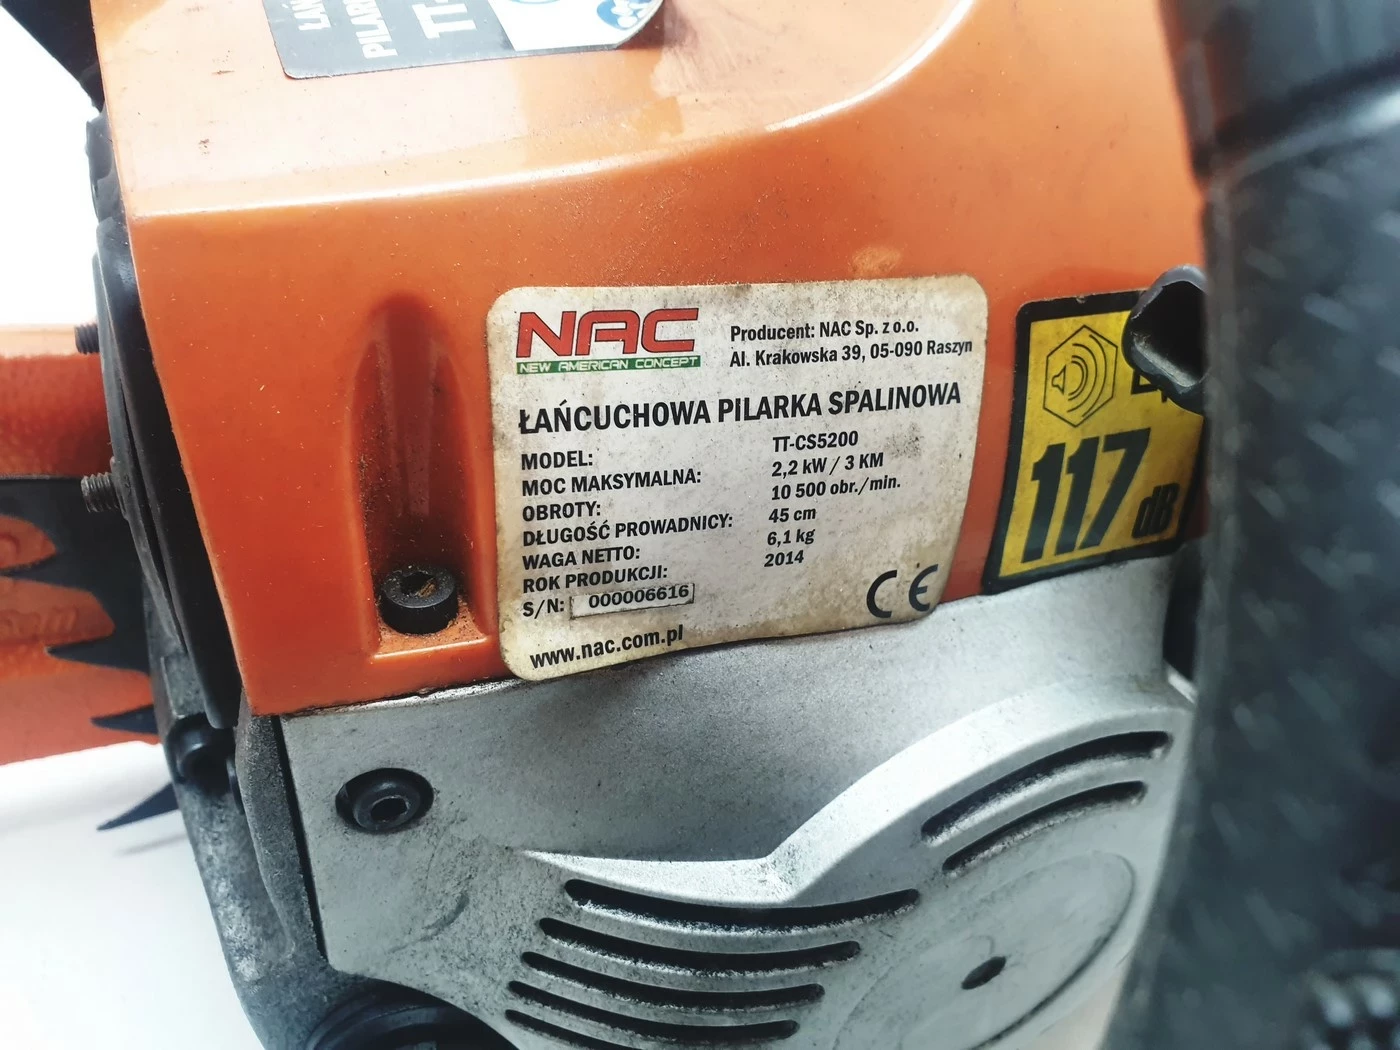 TT-
NAC
NEW AMERICAN CONCEPT
Producent: NAC Sp. z o.o.
Al. Krakowska 39, 05-090 Raszyn
ŁAŃCUCHOWA PILARKA SPALINOWA
MODEL: TT-CS5200
MOC MAKSYMALNA: 2,2 kW / 3 KM
OBROTY: 10 500 obr./min.
DŁUGOŚĆ PROWADNICY: 45 cm
WAGA NETTO: 6,1 kg
ROK PRODUKCJI: 2014
S/N: 000006616
www.nac.com.pl
CE
117
dB